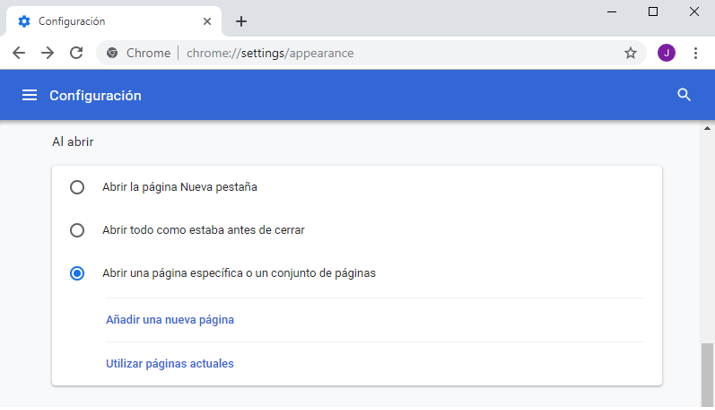 Configuración
Chrome | chrome://settings/appearance
J
Configuración
Al abrir
Abrir la página Nueva pestaña
Abrir todo como estaba antes de cerrar
Abrir una página específica o un conjunto de páginas
Añadir una nueva página
Utilizar páginas actuales